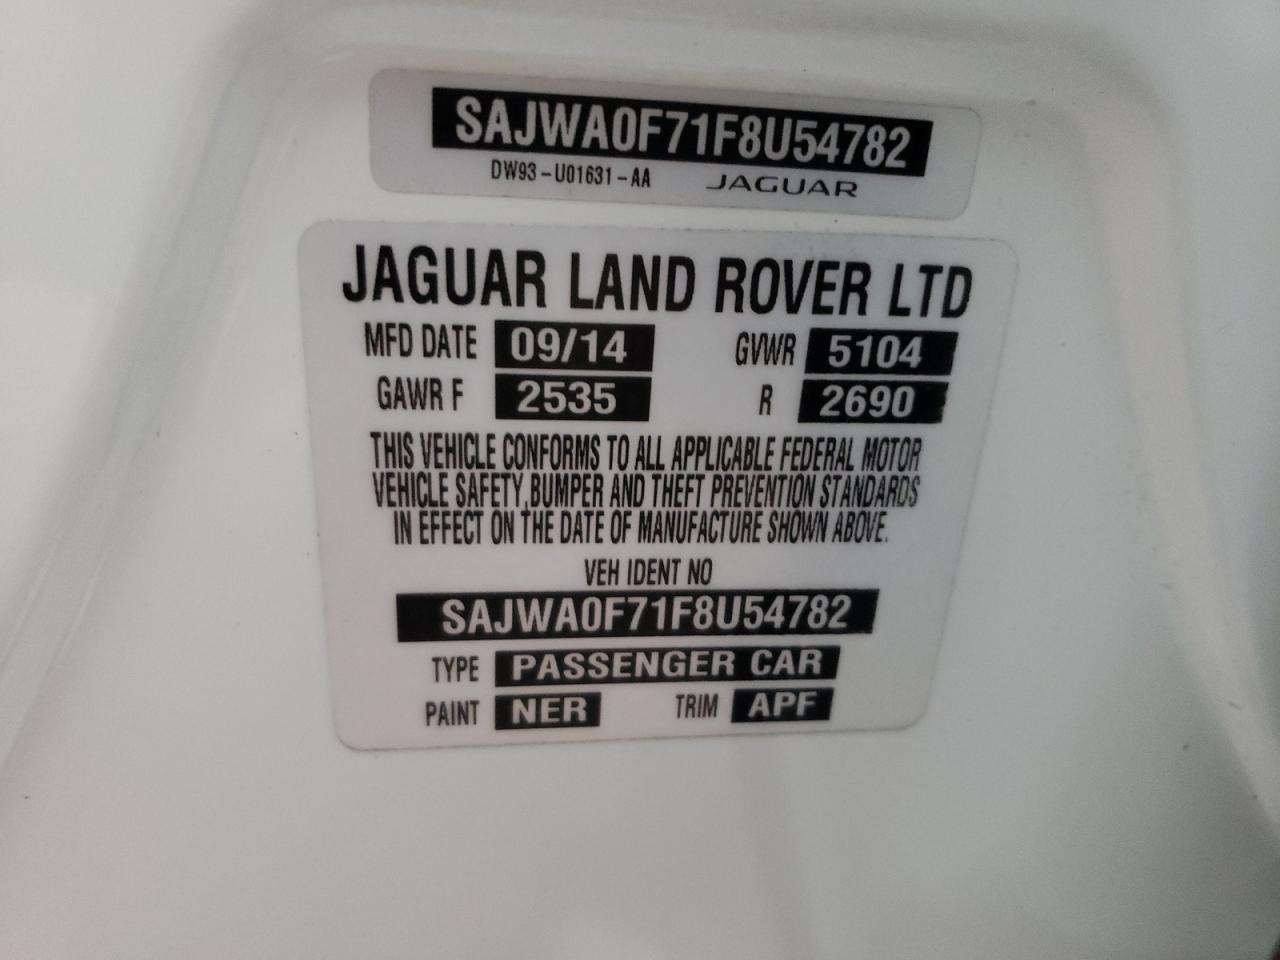 SAJWA0F71F8U54782
DW93-U01631-AA JAGUAR
JAGUAR LAND ROVER LTD
MFD DATE 09/14 GVWR 5104
GAWR F 2535 R 2690
THIS VEHICLE CONFORMS TO ALL APPLICABLE FEDERAL MOTOR
VEHICLE SAFETY,BUMPER AND THEFT PREVENTION STANDARDS
IN EFFECT ON THE DATE OF MANUFACTURE SHOWN ABOVE.
VEH IDENT NO
SAJWA0F71F8U54782
TYPE PASSENGER CAR
PAINT NER TRIM APF